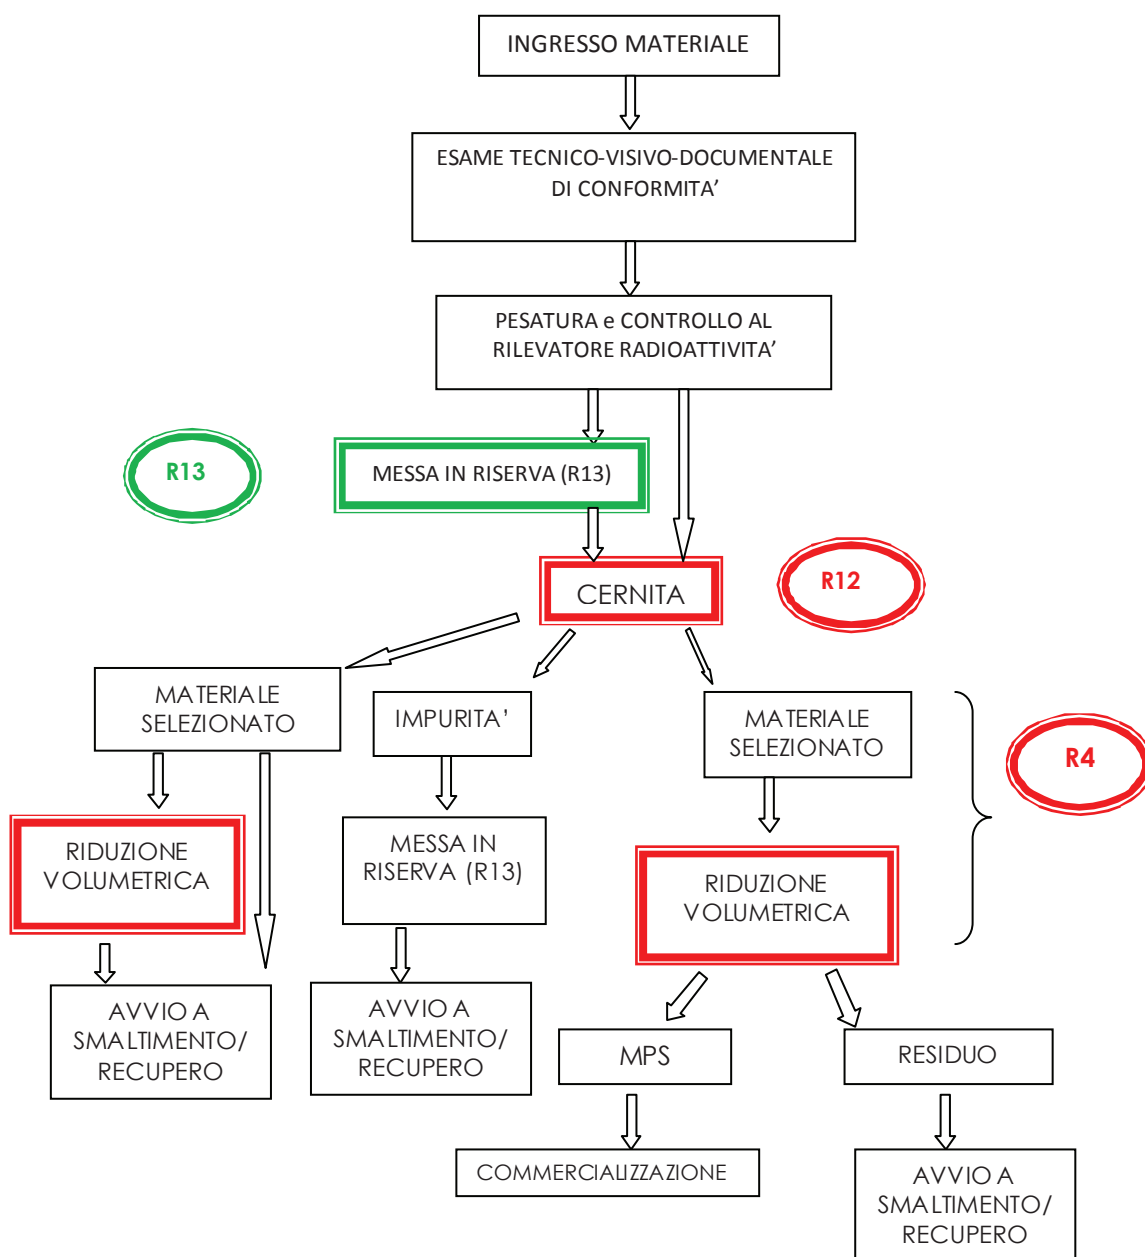 INGRESSO MATERIALE
ESAME TECNICO-VISIVO-DOCUMENTALE
DI CONFORMITA’
PESATURA e CONTROLLO AL
RILEVATORE RADIOATTIVITA’
R13
MESSA IN RISERVA (R13)
CERNITA
R12
MATERIALE
SELEZIONATO
IMPURITA’
MATERIALE
SELEZIONATO
R4
RIDUZIONE
VOLUMETRICA
MESSA IN
RISERVA (R13)
RIDUZIONE
VOLUMETRICA
AVVIO A
SMALTIMENTO/
RECUPERO
AVVIO A
SMALTIMENTO/
RECUPERO
MPS
RESIDUO
COMMERCIALIZZAZIONE
AVVIO A
SMALTIMENTO/
RECUPERO